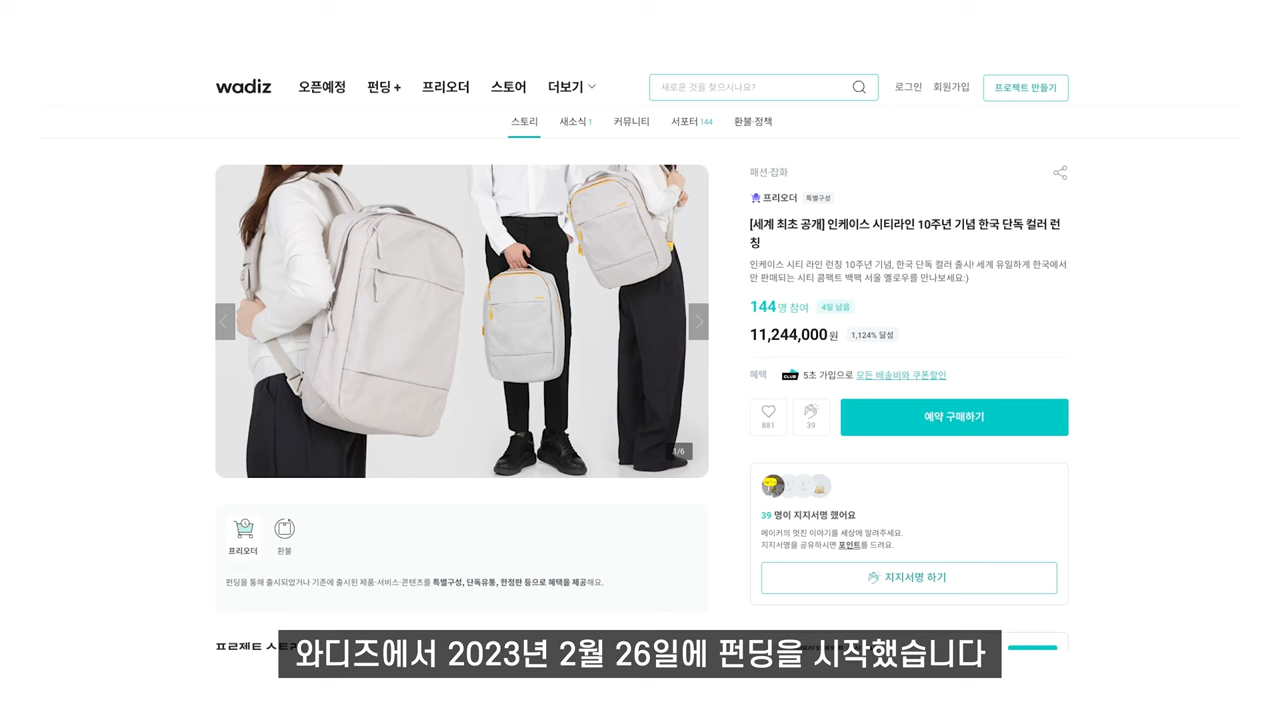 wadiz 오픈예정 펀딩 + 프리오더 스토어 더보기 새로운 것을 찾으시나요? 로그인 회원가입 프로젝트 만들기
스토리 새소식 1 커뮤니티 서포터 144 환불·정책
패션·잡화
프리오더 특별구성
[세계 최초 공개] 인케이스 시티라인 10주년 기념 한국 단독 컬러 런
칭
인케이스 시티 라인 런칭 10주년 기념, 한국 단독 컬러 출시! 세계 유일하게 한국에서
만 판매되는 시티 콤팩트 백팩 서울 옐로우를 만나보세요:)
144명 참여 4일 남음
11,244,000원 1,124% 달성
혜택 CLUB 5초 가입으로 모든 배송비와 쿠폰할인
881 39 예약 구매하기
1/6
39 명이 지지서명 했어요
메이커의 멋진 이야기를 세상에 알려주세요.
지지서명을 공유하시면 포인트를 드려요.
지지서명 하기
프리오더 환불
펀딩을 통해 출시되었거나 기존에 출시된 제품·서비스·콘텐츠를 특별구성, 단독유통, 한정판 등으로 혜택을 제공해요.
프로젝트 스토리
와디즈에서 2023년 2월 26일에 펀딩을 시작했습니다